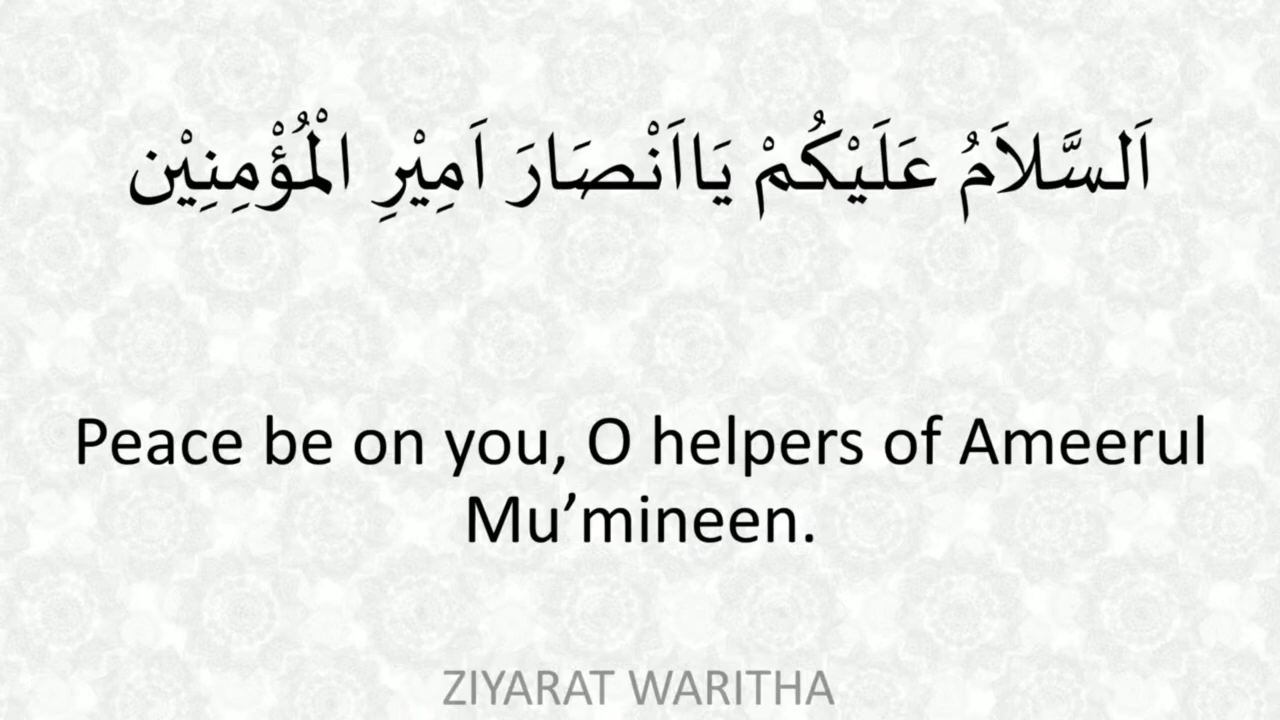 اَلسَّلاَمُ عَلَيْكُمْ يَااَنْصَارَ اَمِيْرِ الْمُؤْمِنِيْن
Peace be on you, O helpers of Ameerul
Mu’mineen.
ZIYARAT WARITHA